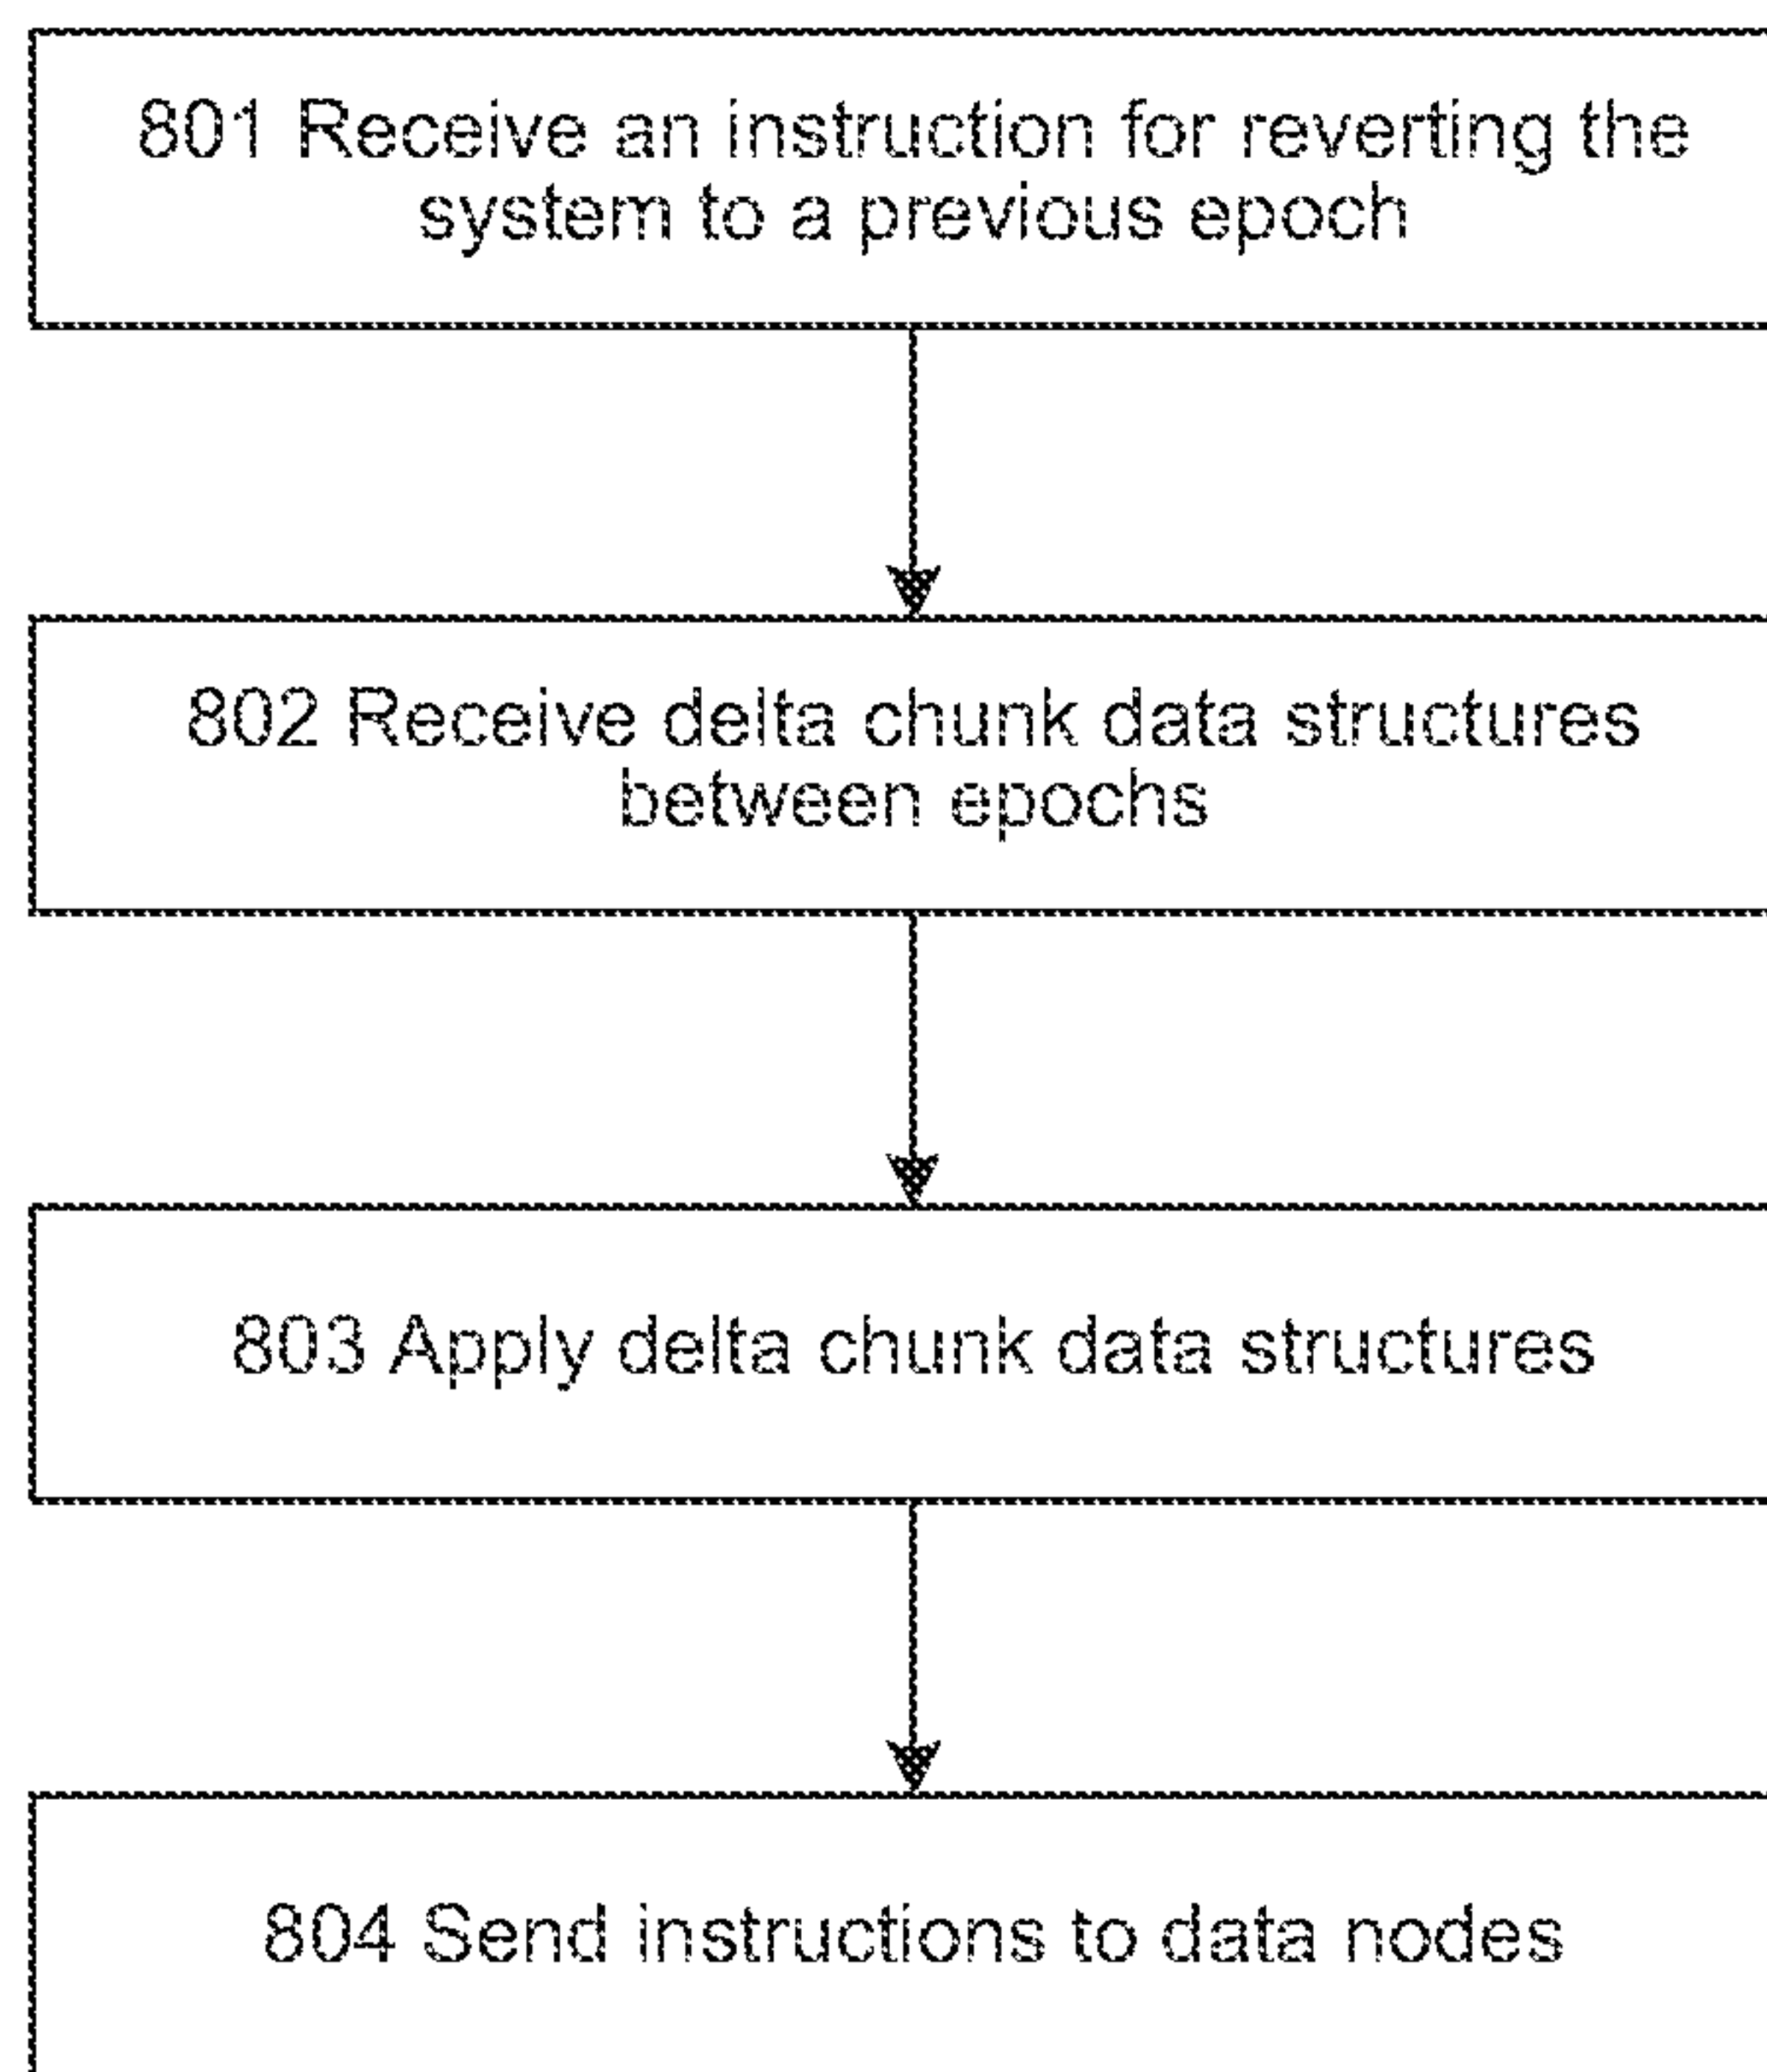 801 Receive an instruction for reverting the
system to a previous epoch
802 Receive delta chunk data structures
between epochs
803 Apply delta chunk data structures
804 Send instructions to data nodes